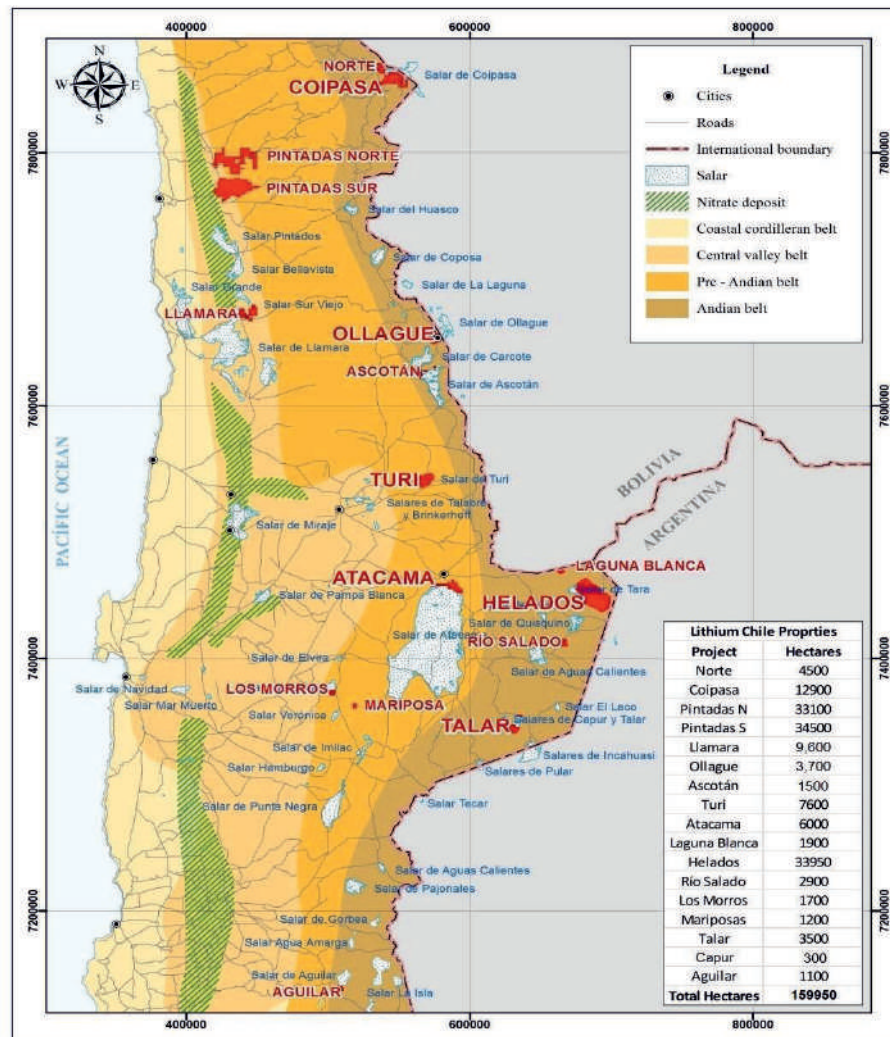 400000 600000 800000
N
W E
S
NORTE
COIPASA
Salar de Coipasa
Legend
Cities
Roads
International boundary
Salar
Nitrate deposit
Coastal cordilleran belt
Central valley belt
Pre - Andian belt
Andian belt
7800000 7800000
PINTADAS NORTE
PINTADAS SUR
Salar del Huasco
Salar Pintados
Salar Bellavista
Salar de Coposa
Salar Grande
Salar de La Laguna
LLAMARA
Salar Sur Viejo
Salar de Ollague
OLLAGUE
Salar de Llamara
Salar de Carcote
ASCOTÁN
Salar de Ascotán
7600000 7600000
PACÍFIC OCEAN
BOLIVIA
ARGENTINA
TURI
Salar de Turi
Salares de Talabre
y Brinkerhoff
Salar de Miraje
LAGUNA BLANCA
ATACAMA
Salar de Tara
HELADOS
Salar de Pampa Blanca
Salar de Quisquiro
Salar de Atacama
RÍO SALADO
7400000 7400000
Salar de Elvira
Salar de Aguas Calientes
Salar de Navidad
LOS MORROS
Salar Mar Muerto
MARIPOSA
Salar El Laco
Salar Verónica
TALAR
Salares de Capur y Talar
Salar de Imilac
Salares de Incahuasi
Salar Hamburgo
Salares de Pular
Salar de Punta Negra
Salar Tecar
Salar de Aguas Calientes
Salar de Pajonales
7200000 7200000
Salar de Gorbea
Salar Agua Amarga
Salar de Aguilar
AGUILAR
Salar La Isla
Lithium Chile Proprties
Project Hectares
Norte 4500
Coipasa 12900
Pintadas N 33100
Pintadas S 34500
Llamara 9,600
Ollague 3,700
Ascotán 1500
Turi 7600
Atacama 6000
Laguna Blanca 1900
Helados 33950
Río Salado 2900
Los Morros 1700
Mariposas 1200
Talar 3500
Capur 300
Aguilar 1100
Total Hectares 159950
400000 600000 800000